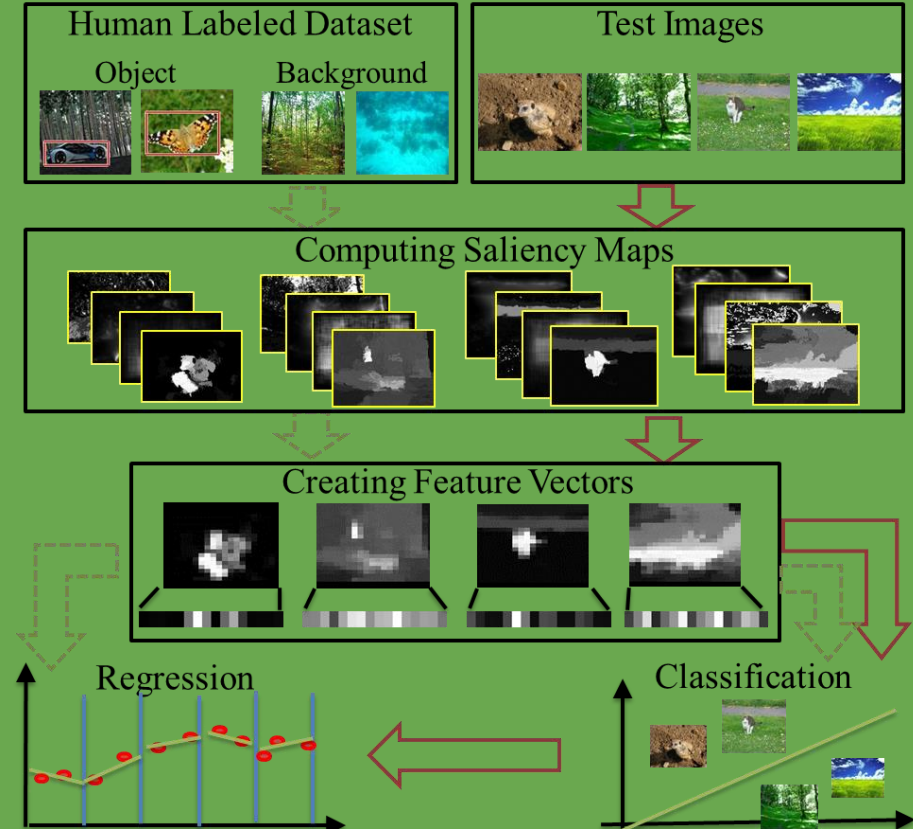 Human Labeled Dataset
Object
Background
Test Images
Computing Saliency Maps
Creating Feature Vectors
Regression
Classification